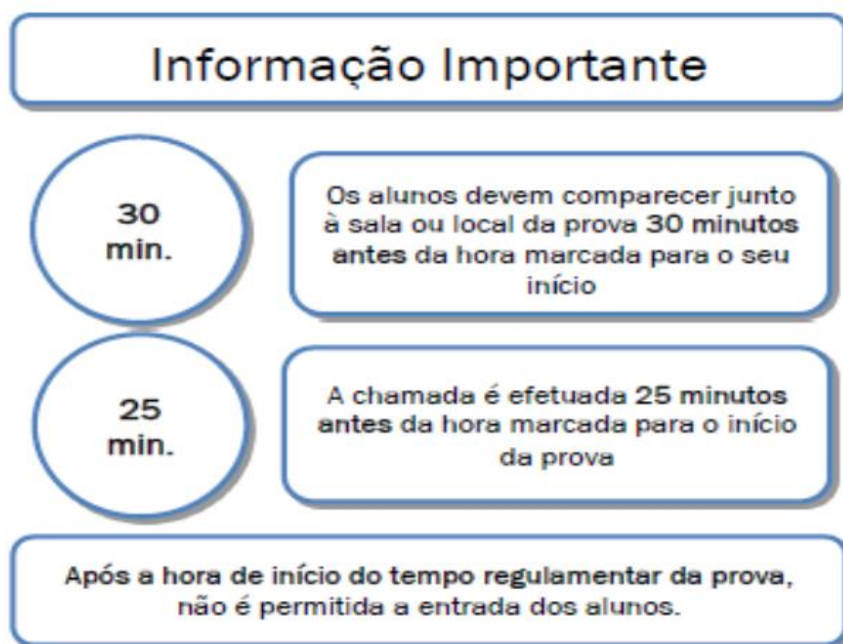 Informação Importante
30
min.
Os alunos devem comparecer junto
à sala ou local da prova 30 minutos
antes da hora marcada para o seu
início
25
min.
A chamada é efetuada 25 minutos
antes da hora marcada para o início
da prova
Após a hora de início do tempo regulamentar da prova,
não é permitida a entrada dos alunos.